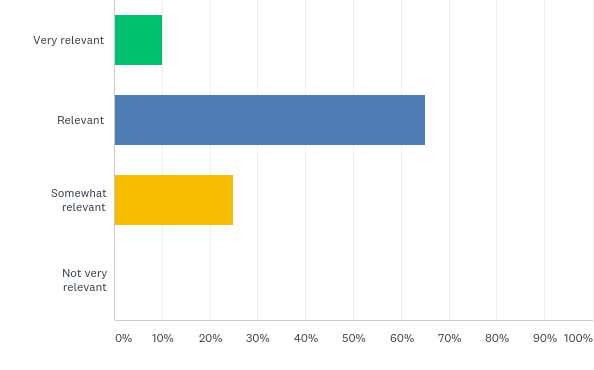 Very relevant
Relevant
Somewhat
relevant
Not very
relevant
0% 10% 20% 30% 40% 50% 60% 70% 80% 90% 100%